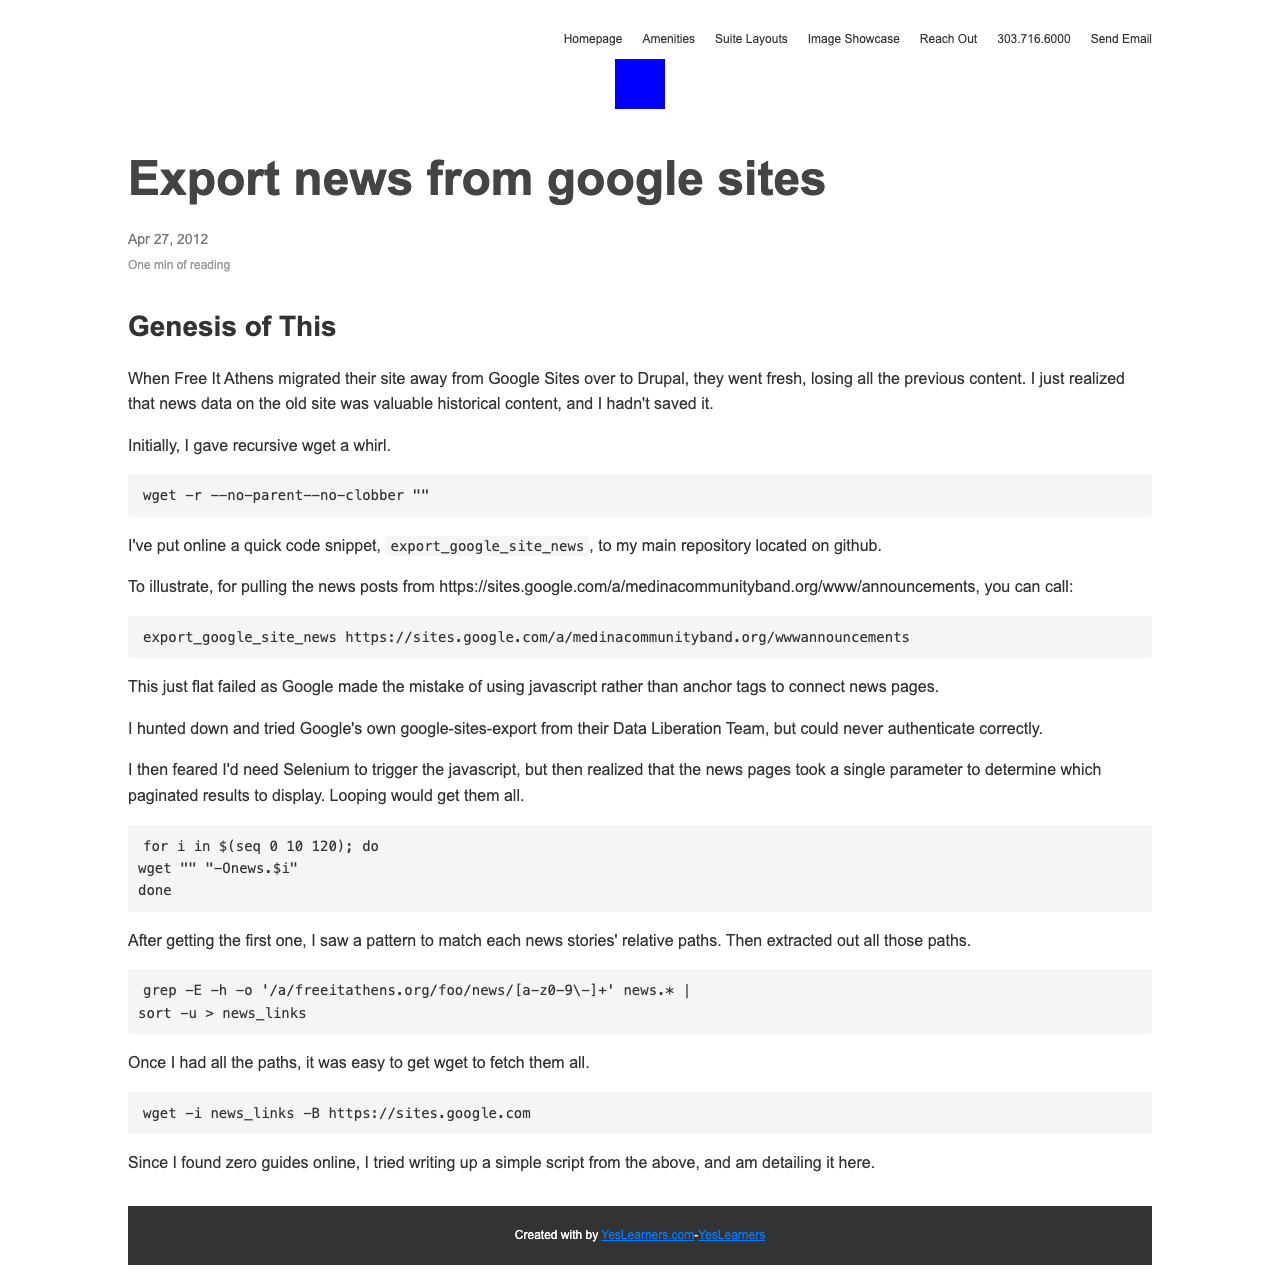 Homepage Amenities Suite Layouts Image Showcase Reach Out 303.716.6000 Send Email
Export news from google sites
Apr 27, 2012
One min of reading
Genesis of This
When Free It Athens migrated their site away from Google Sites over to Drupal, they went fresh, losing all the previous content. I just realized
that news data on the old site was valuable historical content, and I hadn't saved it.
Initially, I gave recursive wget a whirl.
wget -r --no-parent--no-clobber ""
I've put online a quick code snippet, export_google_site_news, to my main repository located on github.
To illustrate, for pulling the news posts from https://sites.google.com/a/medinacommunityband.org/www/announcements, you can call:
export_google_site_news https://sites.google.com/a/medinacommunityband.org/wwwannouncements
This just flat failed as Google made the mistake of using javascript rather than anchor tags to connect news pages.
I hunted down and tried Google's own google-sites-export from their Data Liberation Team, but could never authenticate correctly.
I then feared I'd need Selenium to trigger the javascript, but then realized that the news pages took a single parameter to determine which
paginated results to display. Looping would get them all.
for i in $(seq 0 10 120); do
wget "" "-Onews.$i"
done
After getting the first one, I saw a pattern to match each news stories' relative paths. Then extracted out all those paths.
grep -E -h -o '/a/freeitathens.org/foo/news/[a-z0-9\-]+' news.* |
sort -u > news_links
Once I had all the paths, it was easy to get wget to fetch them all.
wget -i news_links -B https://sites.google.com
Since I found zero guides online, I tried writing up a simple script from the above, and am detailing it here.
Created with by YesLearners.com-YesLearners